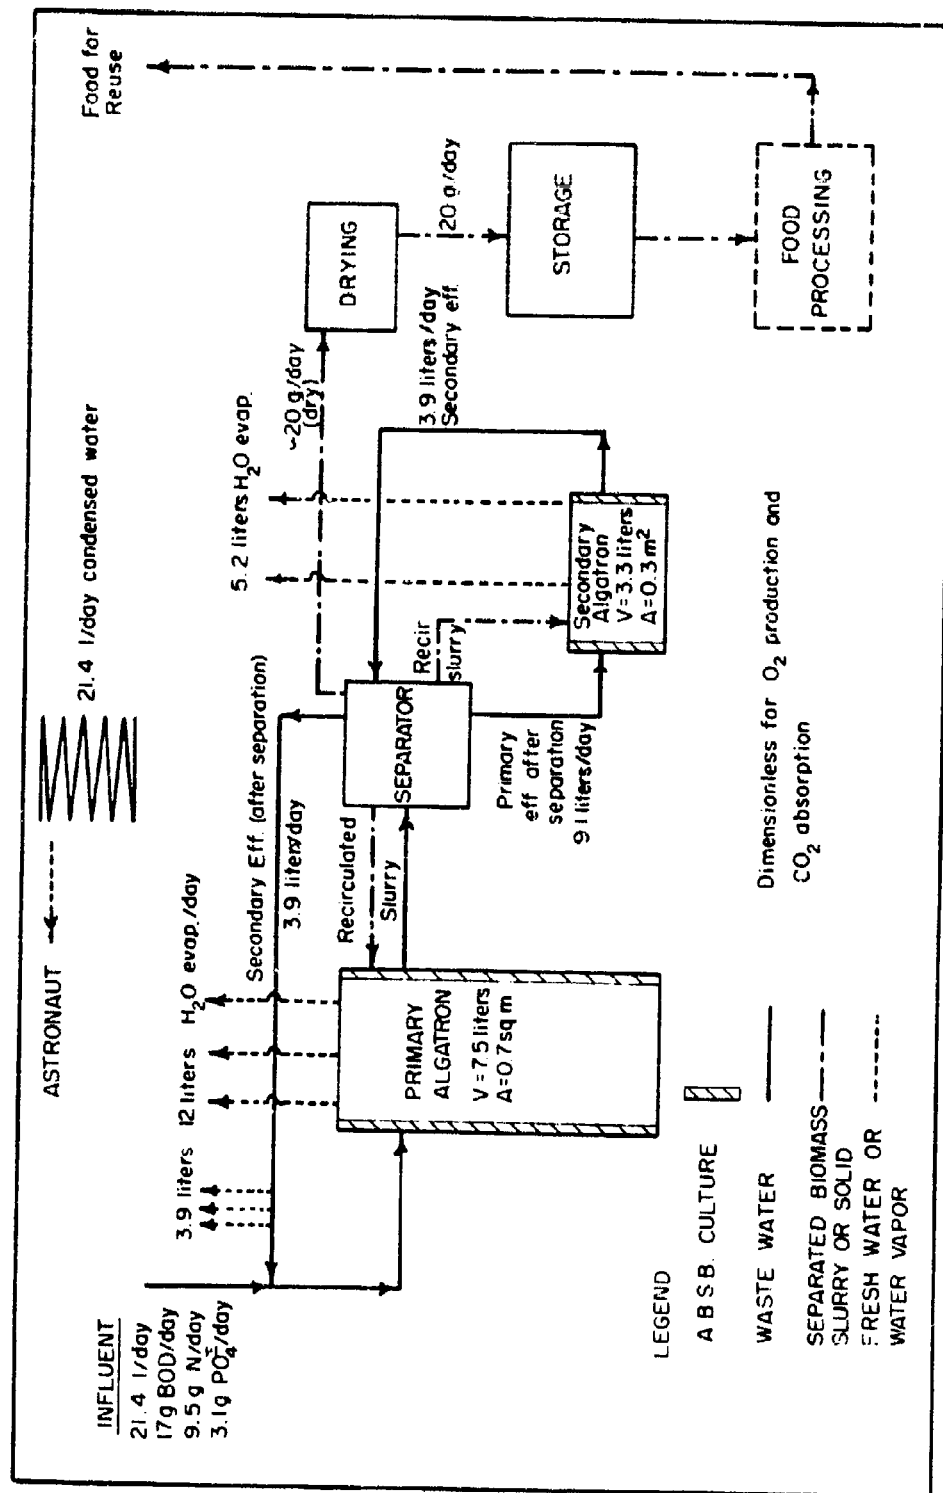 ASTRONAUT
21.4 l/day condensed water
Food for
Reuse
INFLUENT
21.4 l/day
17g BOD/day
9.5 g N/day
3.1g PO₄⁼/day
3.9 liters
12 liters
H₂O evap./day
Secondary Eff. (after separation)
3.9 liters/day
5.2 liters H₂O evap.
~20 g/day
(dry)
DRYING
20 g/day
STORAGE
FOOD
PROCESSING
3.9 liters/day
Secondary eff.
Recirculated
Slurry
SEPARATOR
Recir
slurry
Primary
eff after
separation
9 l liters/day
PRIMARY
ALGATRON
V = 7.5 liters
A = 0.7 sq m
Secondary
Algatron
V = 3.3 liters
A = 0.3 m²
LEGEND
A B S B. CULTURE
WASTE WATER
SEPARATED BIOMASS
SLURRY OR SOLID
FRESH WATER OR
WATER VAPOR
Dimensionless for O₂ production and
CO₂ absorption